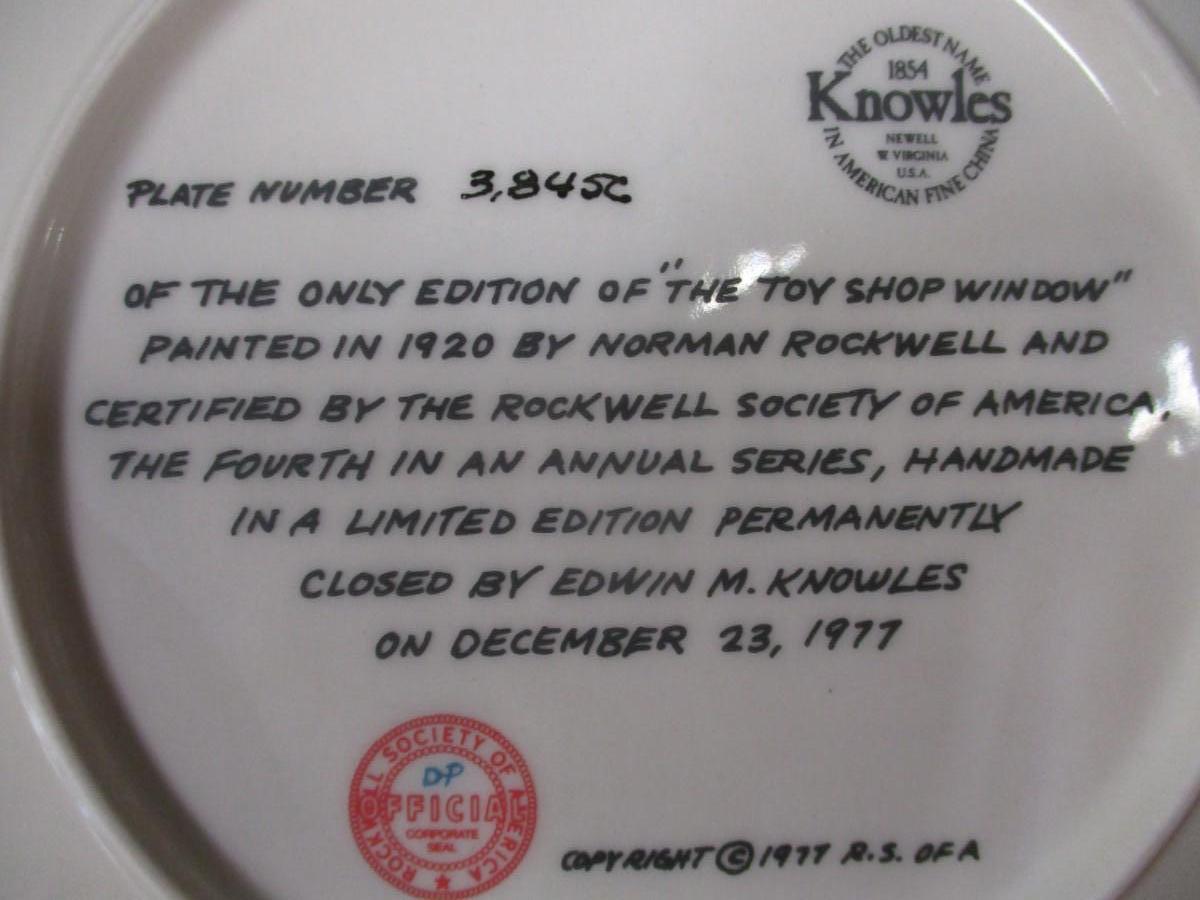 THE OLDEST NAME
1854
Knowles
NEWELL
W VIRGINIA
U.S.A.
IN AMERICAN FINE CHINA
PLATE NUMBER 3,845C
OF THE ONLY EDITION OF "THE TOY SHOP WINDOW"
PAINTED IN 1920 BY NORMAN ROCKWELL AND
CERTIFIED BY THE ROCKWELL SOCIETY OF AMERICA,
THE FOURTH IN AN ANNUAL SERIES, HANDMADE
IN A LIMITED EDITION PERMANENTLY
CLOSED BY EDWIN M. KNOWLES
ON DECEMBER 23, 1977
ROCKWELL SOCIETY OF AMERICA
DP
OFFICIAL
CORPORATE
SEAL
COPYRIGHT © 1977 R.S. OF A